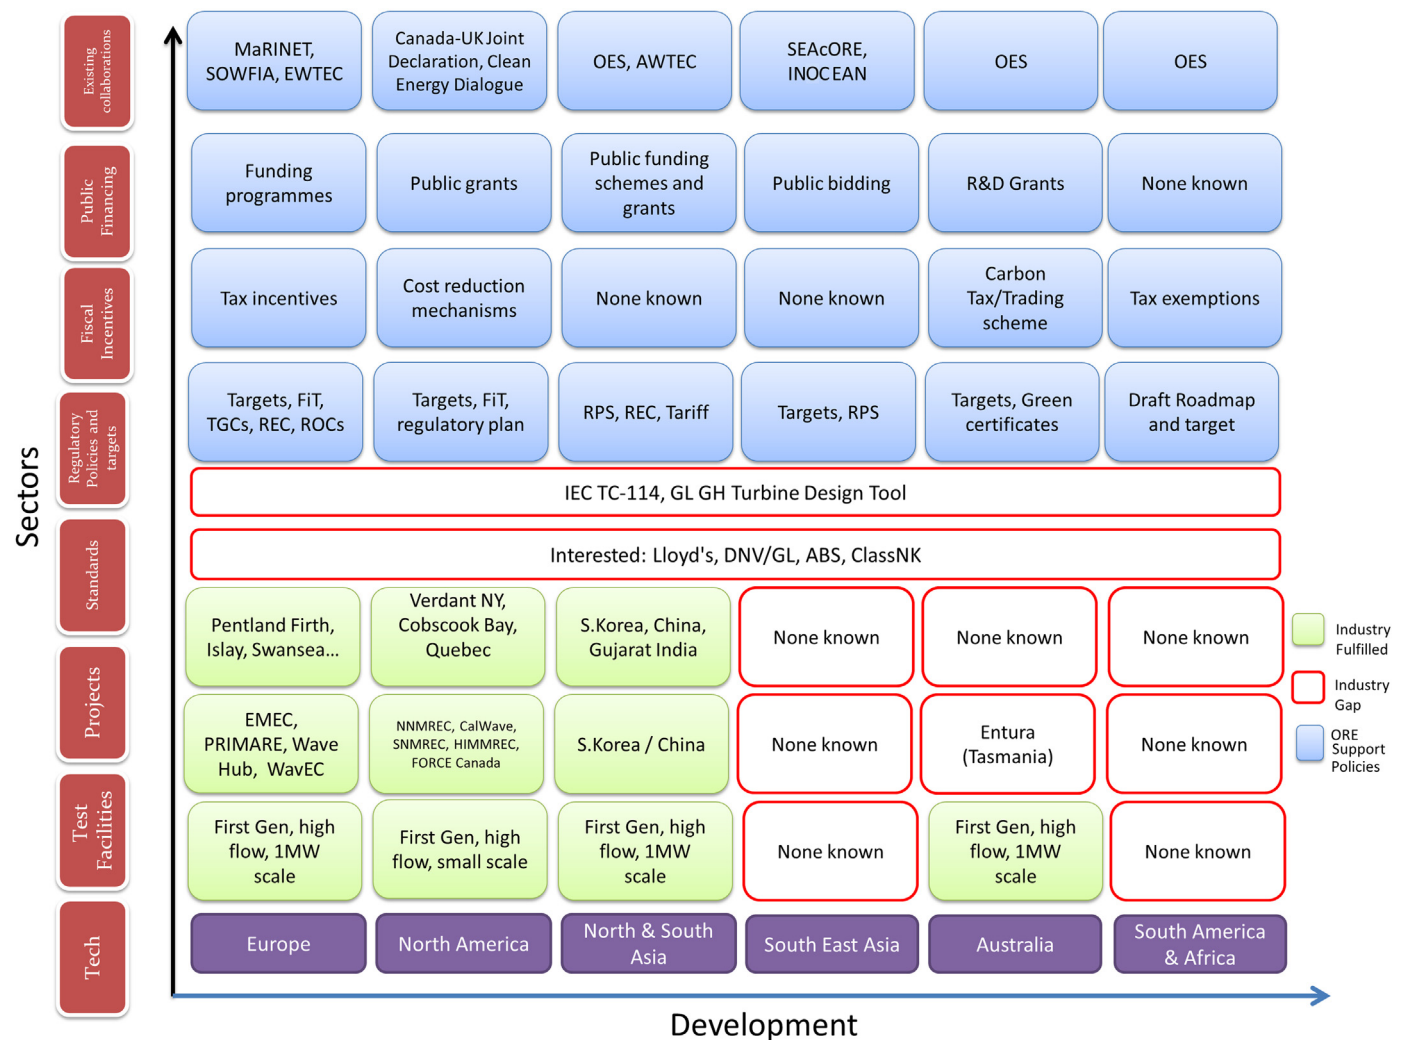 Existing
collaborations
MaRINET,
SOWFIA, EWTEC
Canada-UK Joint
Declaration, Clean
Energy Dialogue
OES, AWTEC
SEAcORE,
INOCEAN
OES
OES
Public
Financing
Funding
programmes
Public grants
Public funding
schemes and
grants
Public bidding
R&D Grants
None known
Fiscal
Incentives
Tax incentives
Cost reduction
mechanisms
None known
None known
Carbon
Tax/Trading
scheme
Tax exemptions
Regulatory
Policies and
targets
Targets, FiT,
TGCs, REC, ROCs
Targets, FiT,
regulatory plan
RPS, REC, Tariff
Targets, RPS
Targets, Green
certificates
Draft Roadmap
and target
Sectors
IEC TC-114, GL GH Turbine Design Tool
Standards
Interested: Lloyd's, DNV/GL, ABS, ClassNK
Projects
Pentland Firth,
Islay, Swansea...
Verdant NY,
Cobscook Bay,
Quebec
S.Korea, China,
Gujarat India
None known
None known
None known
Test
Facilities
EMEC,
PRIMARE, Wave
Hub, WavEC
NNMREC, CalWave,
SNMREC, HIMMREC,
FORCE Canada
S.Korea / China
None known
Entura
(Tasmania)
None known
Tech
First Gen, high
flow, 1MW
scale
First Gen, high
flow, small scale
First Gen, high
flow, 1MW
scale
None known
First Gen, high
flow, 1MW
scale
None known
Europe
North America
North & South
Asia
South East Asia
Australia
South America
& Africa
Development
Industry
Fulfilled
Industry
Gap
ORE
Support
Policies